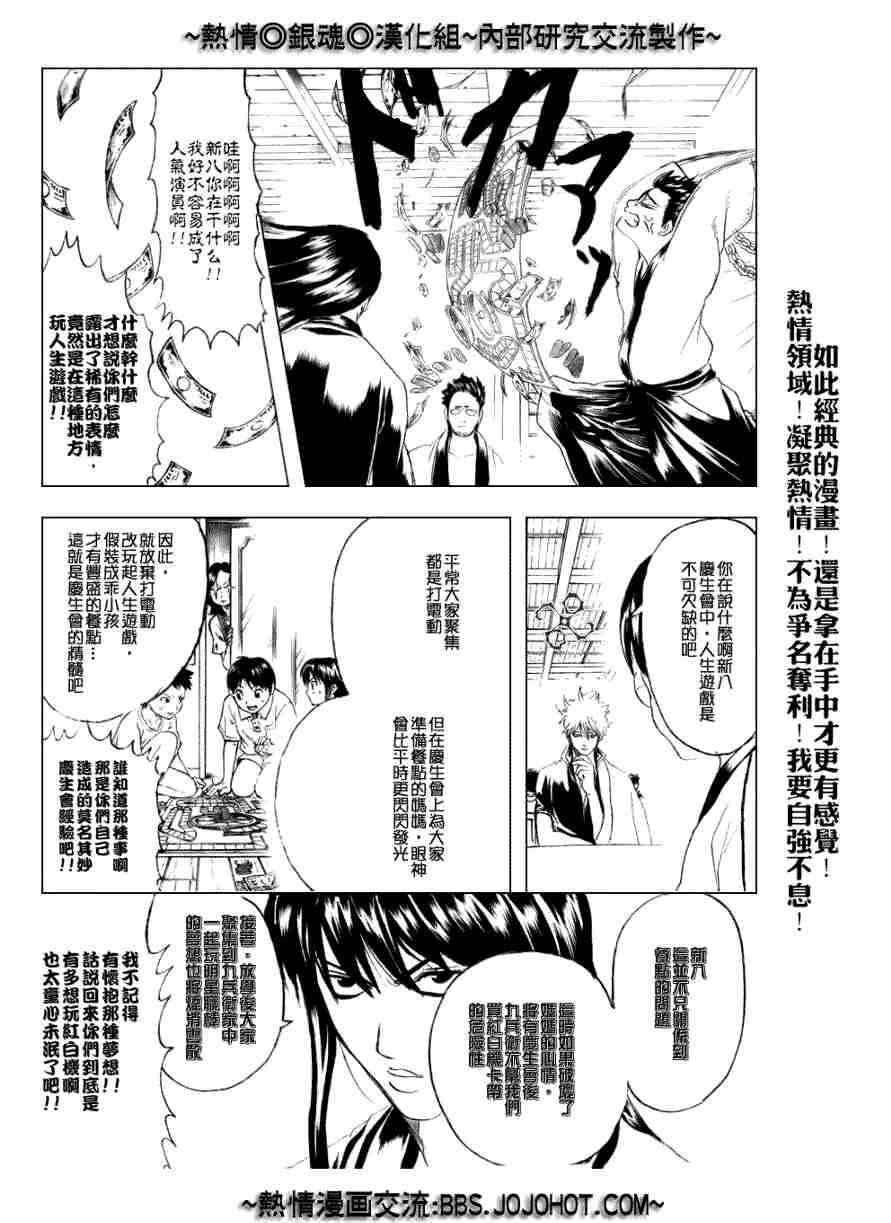 ~熱情◎銀魂◎漢化組~內部研究交流製作~
ドガァ
哇啊啊啊啊
新八你在干什么!!
我好不容易成了
人氣演員啊!!
什麼幹什麼
才想說你們怎麼
露出了稀有的表情,
竟然是在這種地方
玩人生遊戲!!
你在說什麼啊新八
慶生會中,人生遊戲是
不可欠缺的吧
平常大家聚集
都是打電動
但在慶生會上為大家
準備餐點的媽媽,眼神
會比平時更閃閃發光
因此,
就放棄打電動
改玩起人生遊戲,
假裝成乖小孩
才有豐盛的餐點…
這就是慶生會的精髓吧
誰知道那種事啊
那是你們自己
造成的莫名其妙
慶生會經驗吧!!
新八
這並不只關係到
餐點的問題
這時如果破壞了
媽媽的心情,
將有慶生會後
九兵衛不幫我們
買紅白機卡帶
的危險性
接著,放學後大家
聚集到九兵衛家中
一起玩明星職棒
的夢想也將煙消雲散
我不記得
有懷抱那種夢想!!
話說回來你們到底是
有多想玩紅白機啊
也太童心未泯了吧!!
如此經典的漫畫!還是拿在手中才更有感覺!
熱情領域!凝聚熱情!不為爭名奪利!我要自強不息!
~熱情漫画交流:BBS.JOJOHOT.COM~